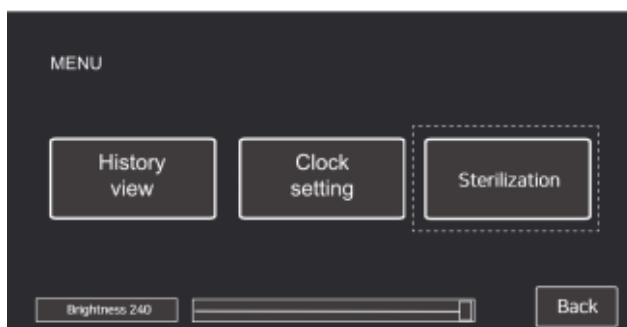 MENU
History
view
Clock
setting
Sterilization
Brightness 240
Back